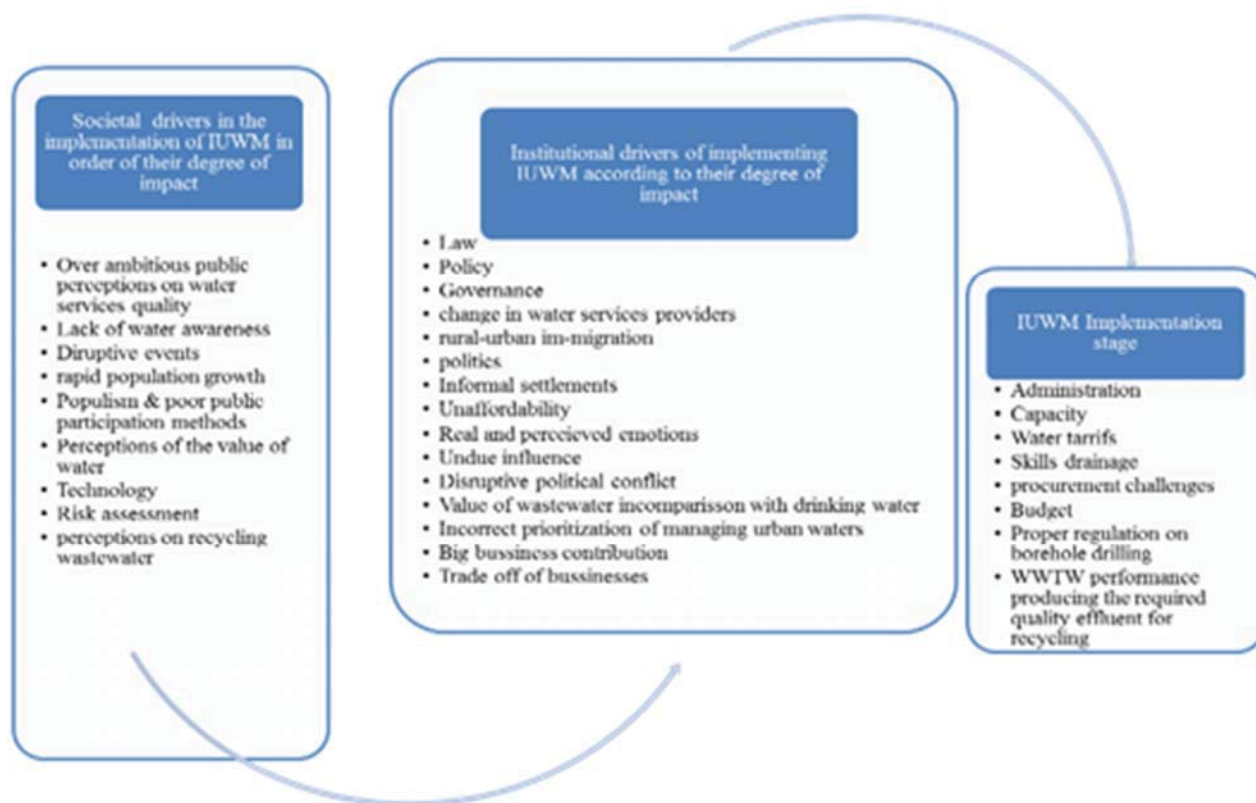 Societal drivers in the
implementation of IUWM in
order of their degree of
impact
• Over ambitious public
perceptions on water
services quality
• Lack of water awareness
• Diruptive events
• rapid population growth
• Populism & poor public
participation methods
• Perceptions of the value of
water
• Technology
• Risk assessment
• perceptions on recycling
wastewater
Institutional drivers of implementing
IUWM according to their degree of
impact
• Law
• Policy
• Governance
• change in water services providers
• rural-urban im-migration
• politics
• Informal settlements
• Unaffordability
• Real and percieved emotions
• Undue influence
• Disruptive political conflict
• Value of wastewater incomparisson with drinking water
• Incorrect prioritization of managing urban waters
• Big bussiness contribution
• Trade off of bussinesses
IUWM Implementation
stage
• Administration
• Capacity
• Water tarrifs
• Skills drainage
• procurement challenges
• Budget
• Proper regulation on
borehole drilling
• WWTW performance
producing the required
quality effluent for
recycling